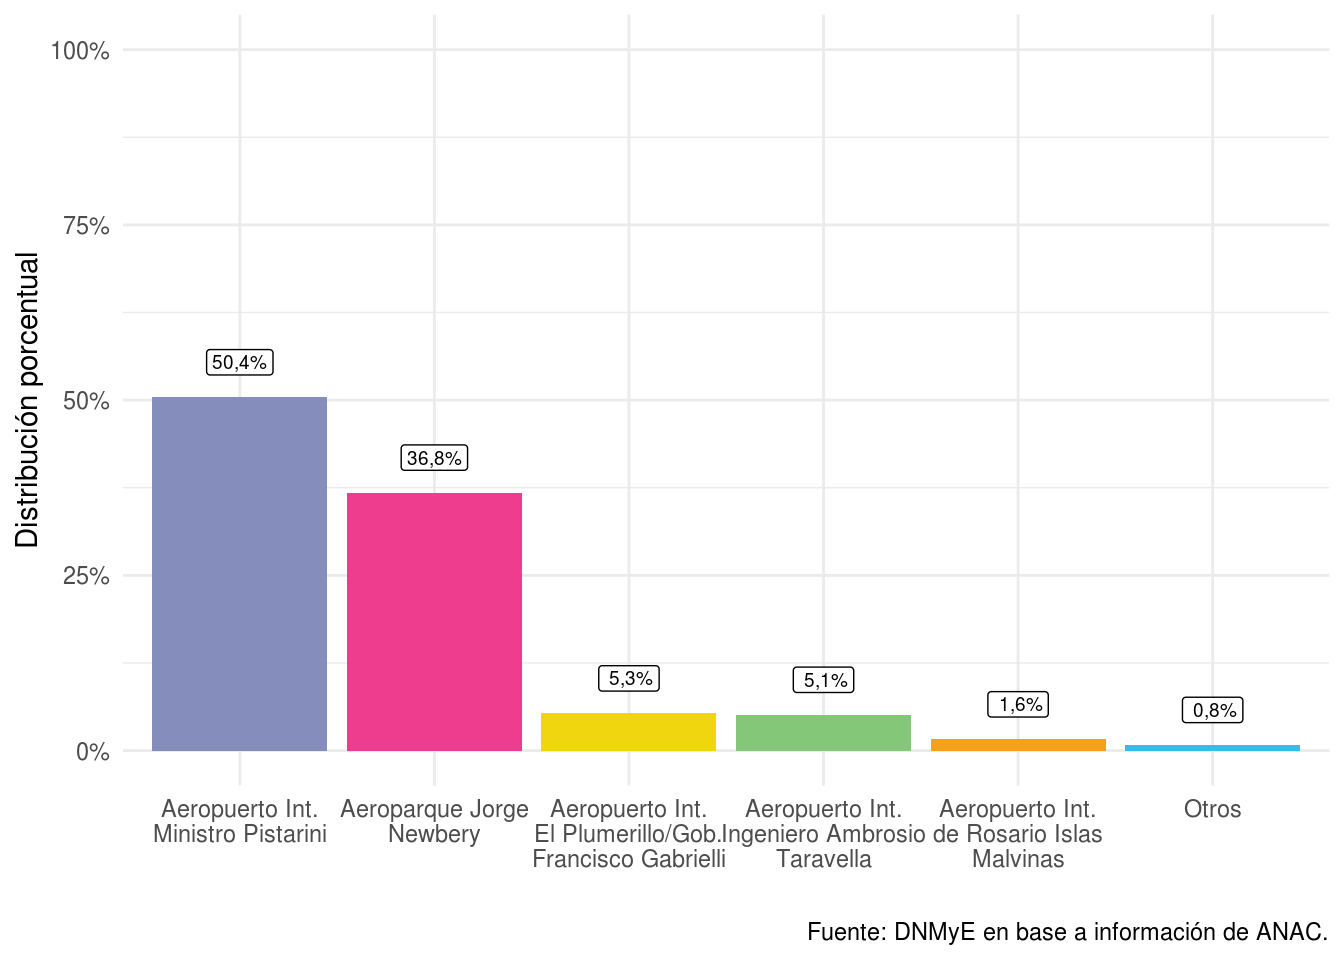 Distribución porcentual
100%
75%
50%
25%
0%
50,4%
36,8%
5,3%
5,1%
1,6%
0,8%
Aeropuerto Int.
Ministro Pistarini
Aeroparque Jorge
Newbery
Aeropuerto Int.
El Plumerillo/Gob.
Francisco Gabrielli
Aeropuerto Int.
Ingeniero Ambrosio
Taravella
Aeropuerto Int.
de Rosario Islas
Malvinas
Otros
Fuente: DNMyE en base a información de ANAC.